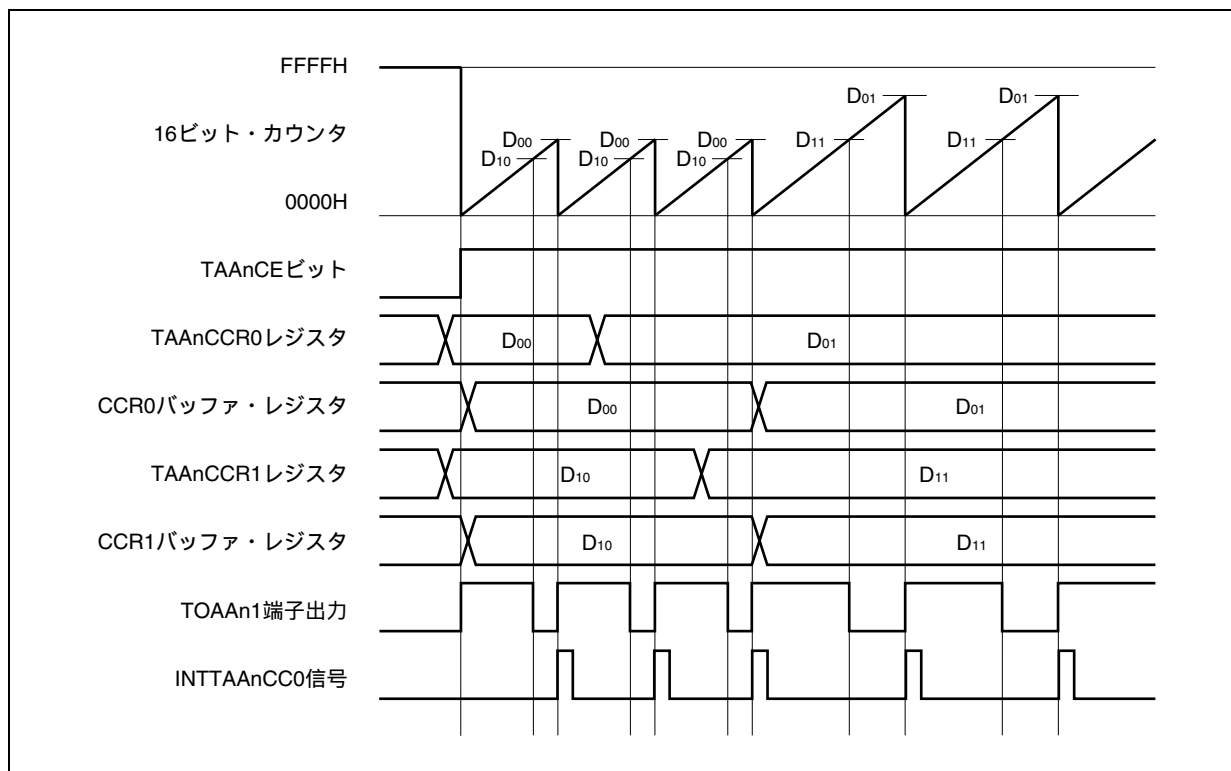 FFFFH
D01 D01
16ビット・カウンタ D00 D00 D00 D11 D11
D10 D10 D10
0000H
TAAnCEビット
TAAnCCR0レジスタ D00 D01
CCR0バッファ・レジスタ D00 D01
TAAnCCR1レジスタ D10 D11
CCR1バッファ・レジスタ D10 D11
TOAAn1端子出力
INTTAAnCC0信号